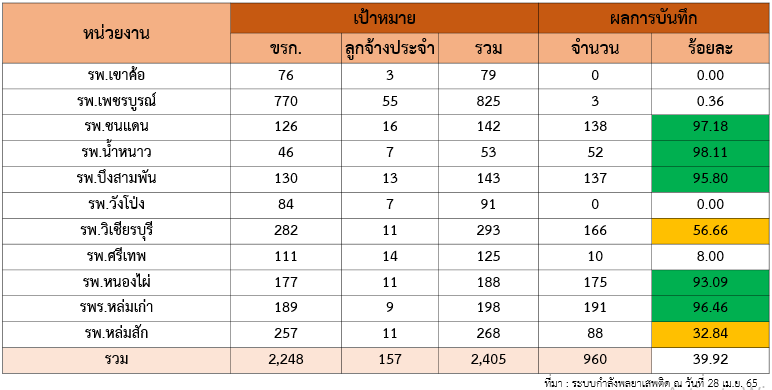 หน่วยงาน เป้าหมาย ผลการบันทึก
ขรก. ลูกจ้างประจำ รวม จำนวน ร้อยละ
รพ.เขาค้อ 76 3 79 0 0.00
รพ.เพชรบูรณ์ 770 55 825 3 0.36
รพ.ชนแดน 126 16 142 138 97.18
รพ.น้ำหนาว 46 7 53 52 98.11
รพ.บึงสามพัน 130 13 143 137 95.80
รพ.วังโป่ง 84 7 91 0 0.00
รพ.วิเชียรบุรี 282 11 293 166 56.66
รพ.ศรีเทพ 111 14 125 10 8.00
รพ.หนองไผ่ 177 11 188 175 93.09
รพร.หล่มเก่า 189 9 198 191 96.46
รพ.หล่มสัก 257 11 268 88 32.84
รวม 2,248 157 2,405 960 39.92
ที่มา : ระบบกำลังพลยาเสพติด ณ วันที่ 28 เม.ย. 65